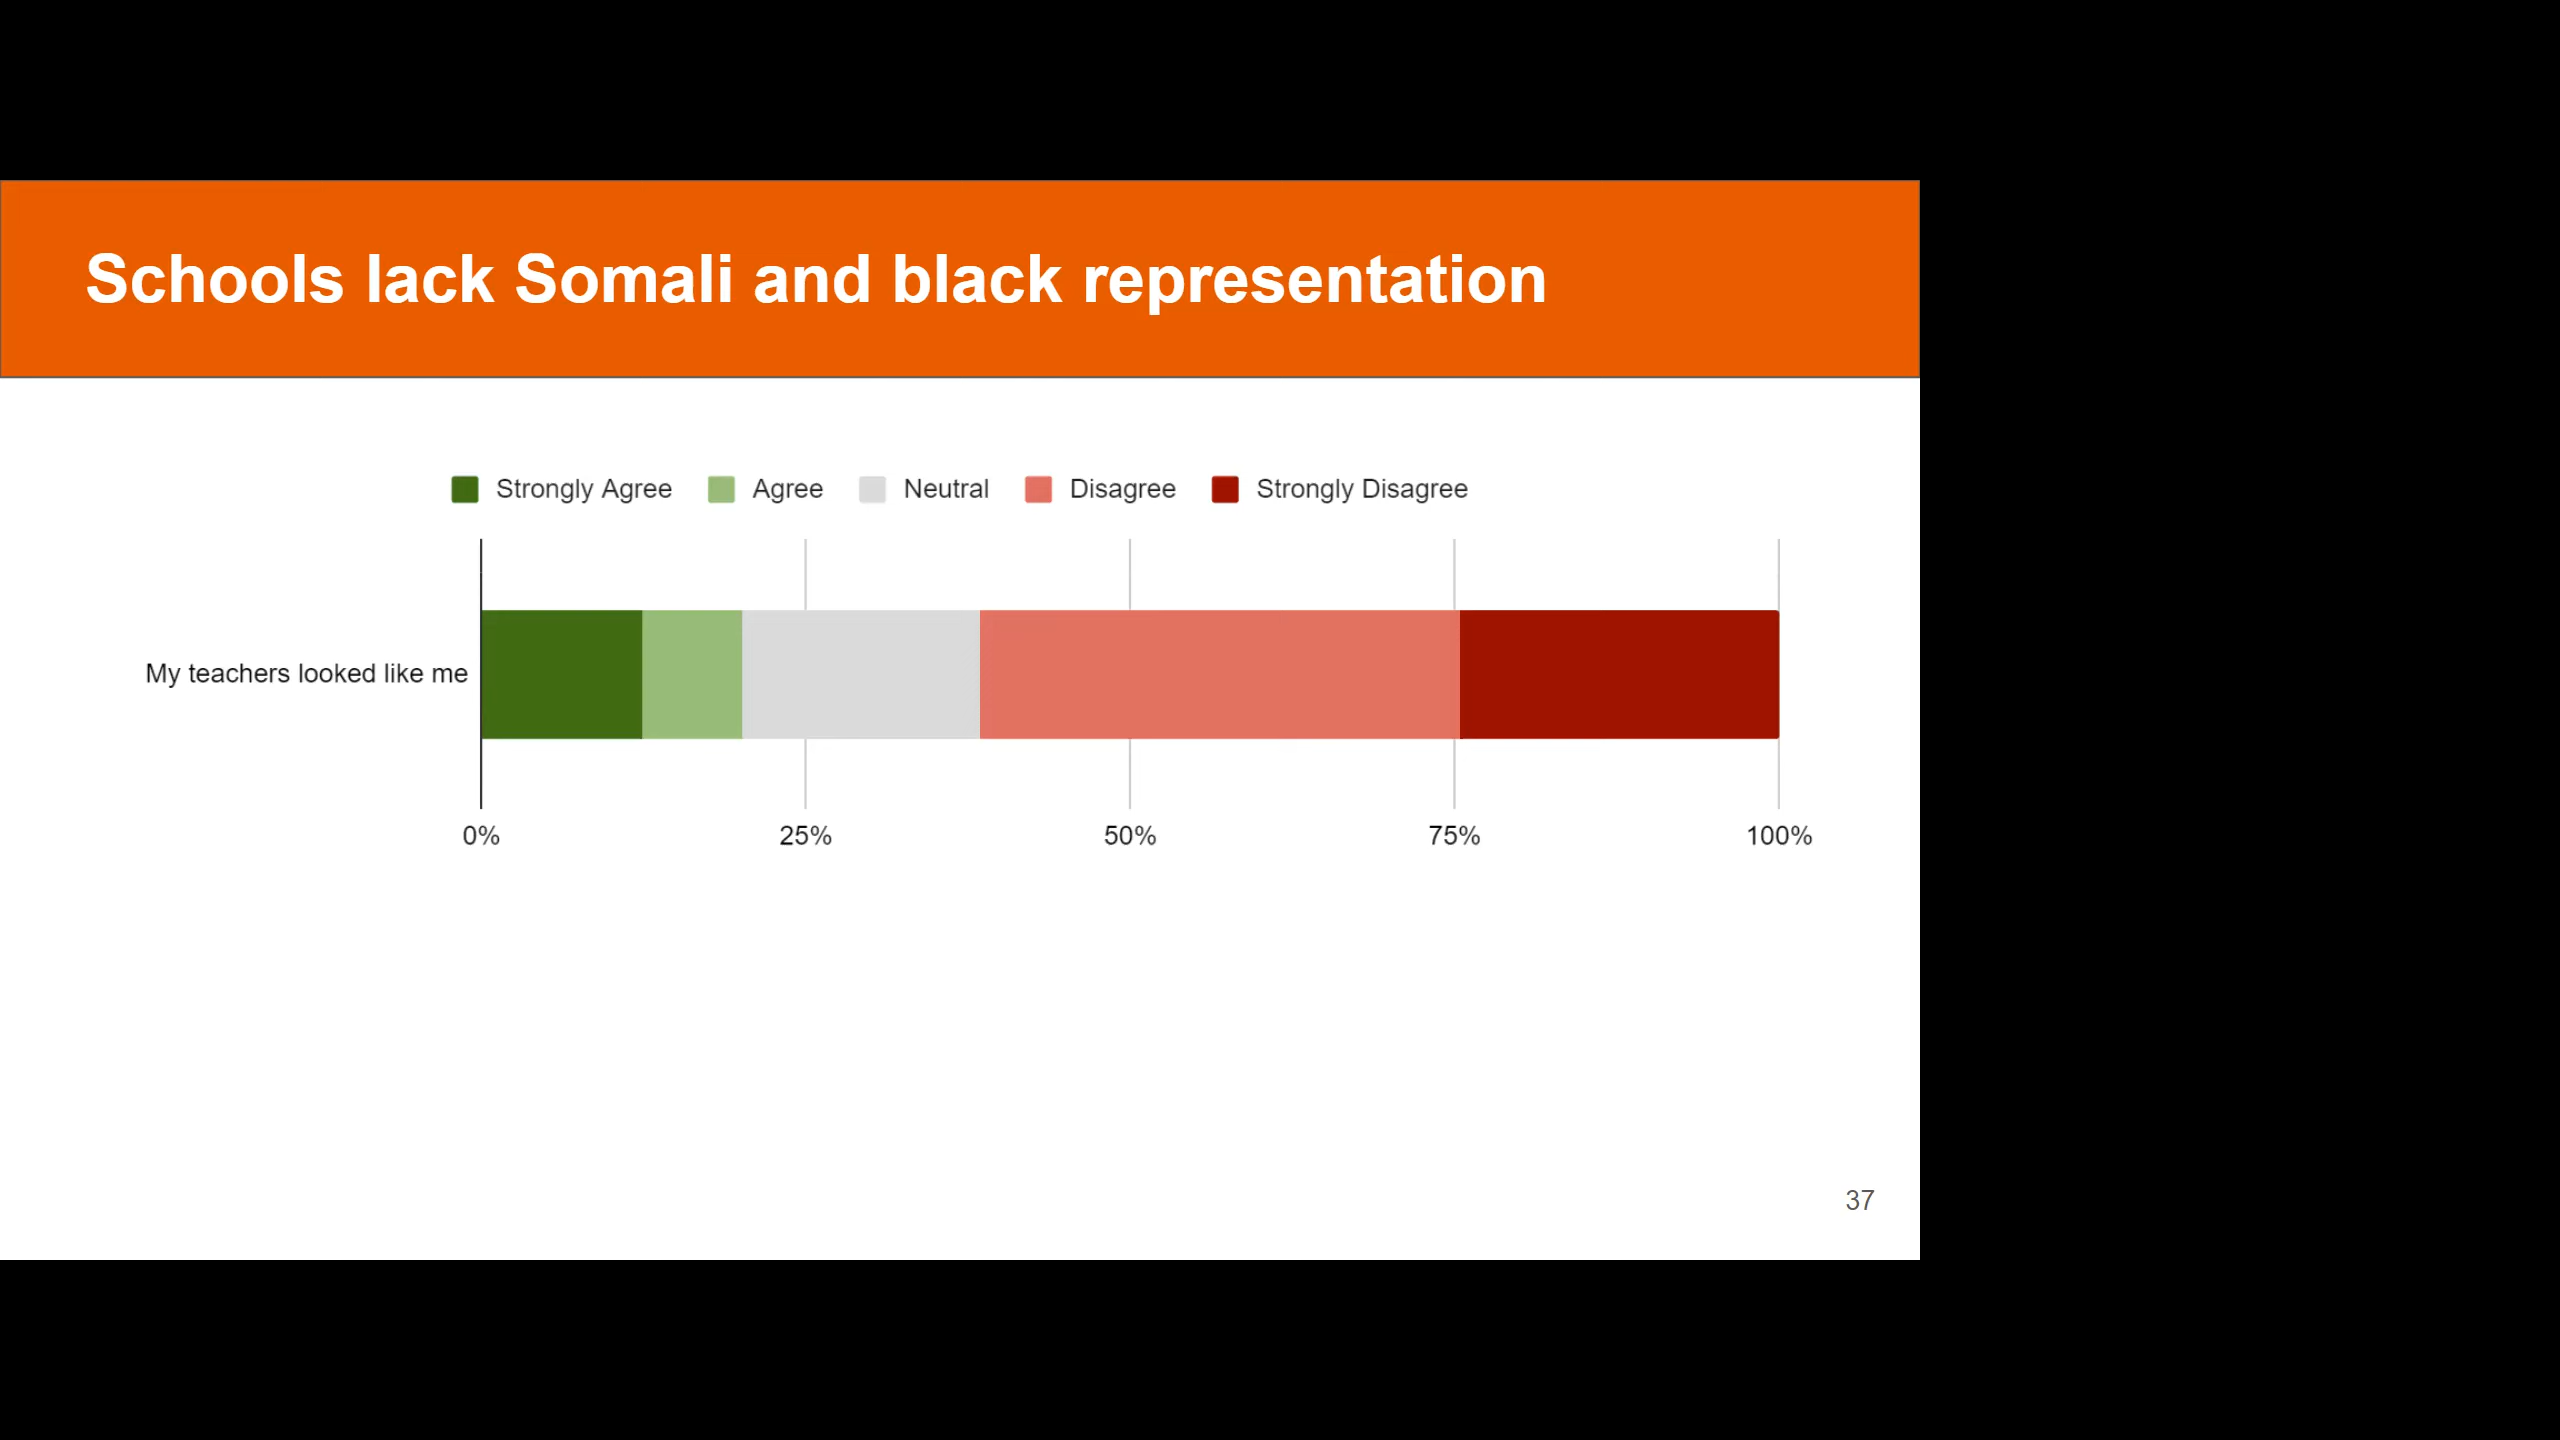 Schools lack Somali and black representation
Strongly Agree Agree Neutral Disagree Strongly Disagree
My teachers looked like me
0% 25% 50% 75% 100%
37